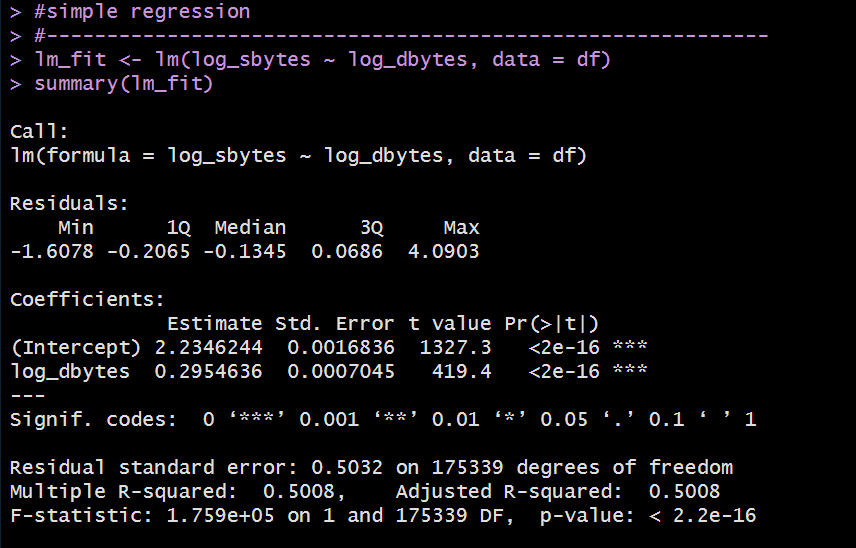 > #simple regression
> #------------------------------------------------------------
> lm_fit <- lm(log_sbytes ~ log_dbytes, data = df)
> summary(lm_fit)
Call:
lm(formula = log_sbytes ~ log_dbytes, data = df)
Residuals:
    Min      1Q  Median      3Q     Max
-1.6078 -0.2065 -0.1345  0.0686  4.0903
Coefficients:
             Estimate Std. Error t value Pr(>|t|)
(Intercept) 2.2346244  0.0016836  1327.3   <2e-16 ***
log_dbytes  0.2954636  0.0007045   419.4   <2e-16 ***
---
Signif. codes:  0 ‘***’ 0.001 ‘**’ 0.01 ‘*’ 0.05 ‘.’ 0.1 ‘ ’ 1
Residual standard error: 0.5032 on 175339 degrees of freedom
Multiple R-squared:  0.5008,    Adjusted R-squared:  0.5008
F-statistic: 1.759e+05 on 1 and 175339 DF,  p-value: < 2.2e-16